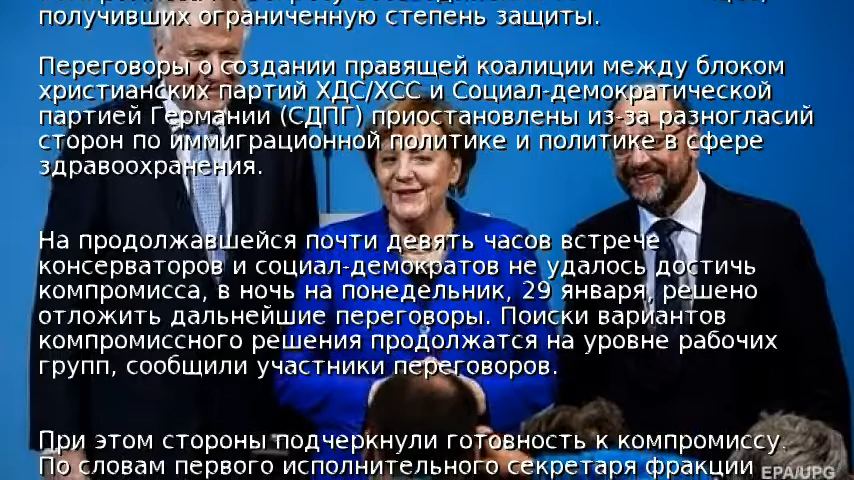 получивших ограниченную степень защиты.
Переговоры о создании правящей коалиции между блоком
христианских партий ХДС/ХСС и Социал-демократической
партией Германии (СДПГ) приостановлены из-за разногласий
сторон по иммиграционной политике и политике в сфере
здравоохранения.
На продолжавшейся почти девять часов встрече
консерваторов и социал-демократов не удалось достичь
компромисса, в ночь на понедельник, 29 января, решено
отложить дальнейшие переговоры. Поиски вариантов
компромиссного решения продолжатся на уровне рабочих
групп, сообщили участники переговоров.
При этом стороны подчеркнули готовность к компромиссу.
По словам первого исполнительного секретаря фракции
EPA/UPG